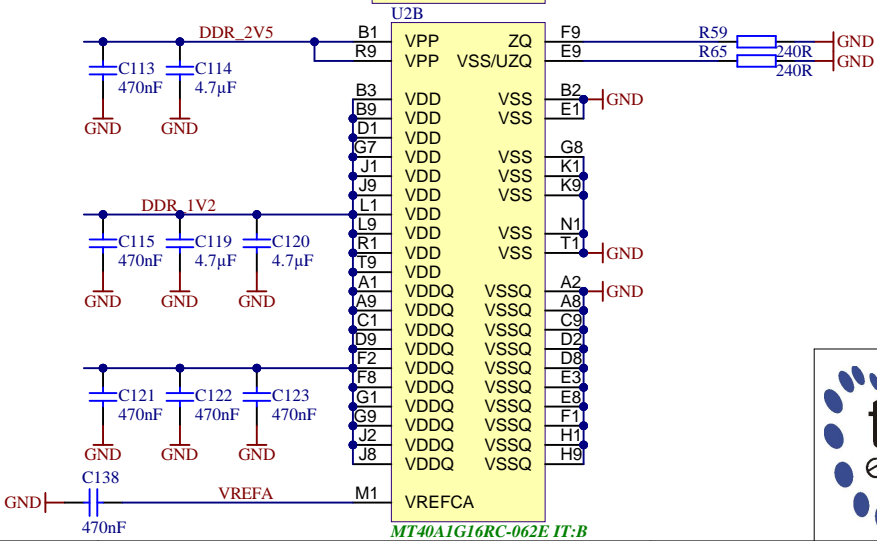 U2B
DDR_2V5 B1 VPP ZQ F9 R59 240R GND
R9 VPP VSS/UZQ E9 R65 240R GND
C113 470nF C114 4.7µF
GND GND
B3 VDD VSS B2 GND
B9 VDD VSS E1
D1 VDD
G7 VDD VSS G8
J1 VDD VSS K1
J9 VDD VSS K9
DDR_1V2 L1 VDD
L9 VDD VSS N1
R1 VDD VSS T1 GND
T9 VDD
C115 470nF C119 4.7µF C120 4.7µF
GND GND GND
A1 VDDQ VSSQ A2 GND
A9 VDDQ VSSQ A8
C1 VDDQ VSSQ C9
D9 VDDQ VSSQ D2
F2 VDDQ VSSQ D8
F8 VDDQ VSSQ E3
G1 VDDQ VSSQ E8
G9 VDDQ VSSQ F1
J2 VDDQ VSSQ H1
J8 VDDQ VSSQ H9
C121 470nF C122 470nF C123 470nF
GND GND GND
GND C138 470nF VREFA M1 VREFCA
MT40A1G16RC-062E IT:B